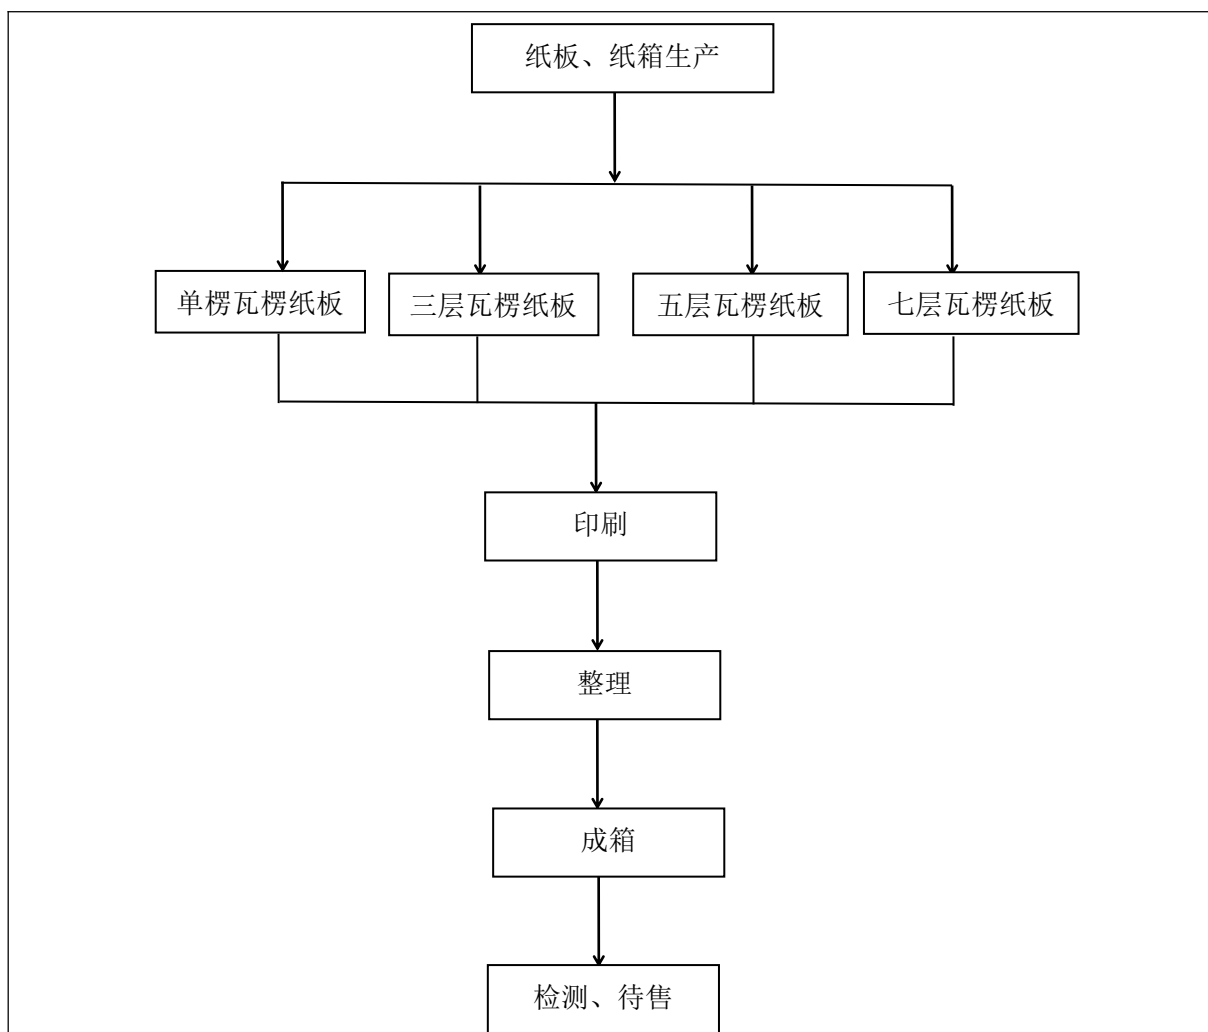 纸板、纸箱生产
单楞瓦楞纸板
三层瓦楞纸板
五层瓦楞纸板
七层瓦楞纸板
印刷
整理
成箱
检测、待售